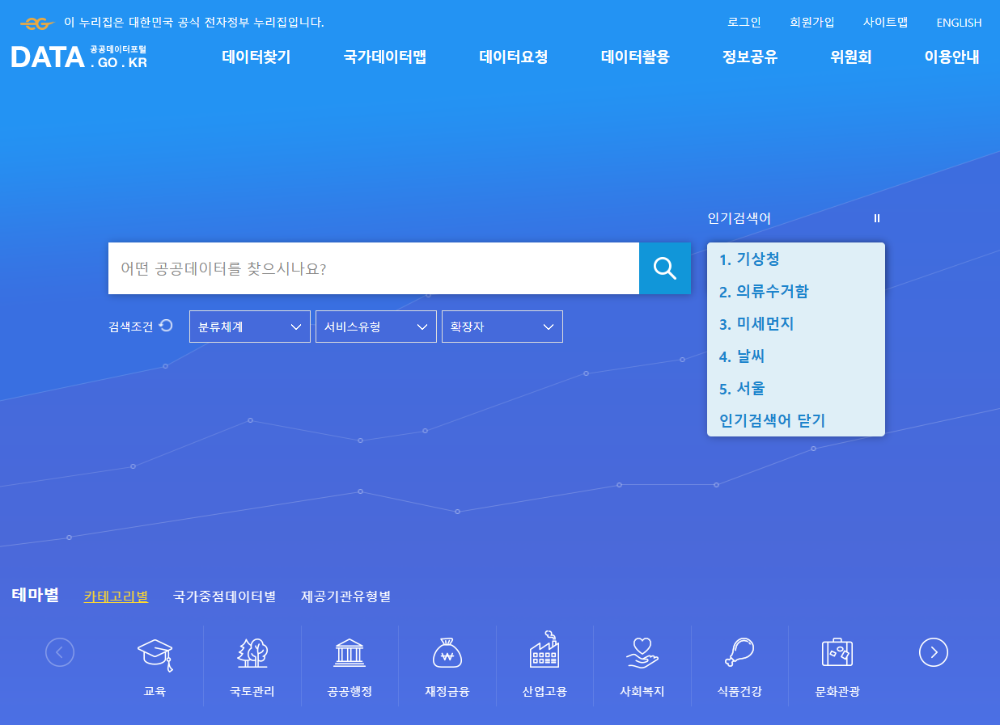 이 누리집은 대한민국 공식 전자정부 누리집입니다.
로그인 회원가입 사이트맵 ENGLISH
DATA 공공데이터포털 .GO.KR
데이터찾기 국가데이터맵 데이터요청 데이터활용 정보공유 위원회 이용안내
인기검색어
어떤 공공데이터를 찾으시나요?
1. 기상청
2. 의류수거함
3. 미세먼지
4. 날씨
5. 서울
인기검색어 닫기
검색조건 분류체계 서비스유형 확장자
테마별 카테고리별 국가중점데이터별 제공기관유형별
교육 국토관리 공공행정 재정금융 산업고용 사회복지 식품건강 문화관광